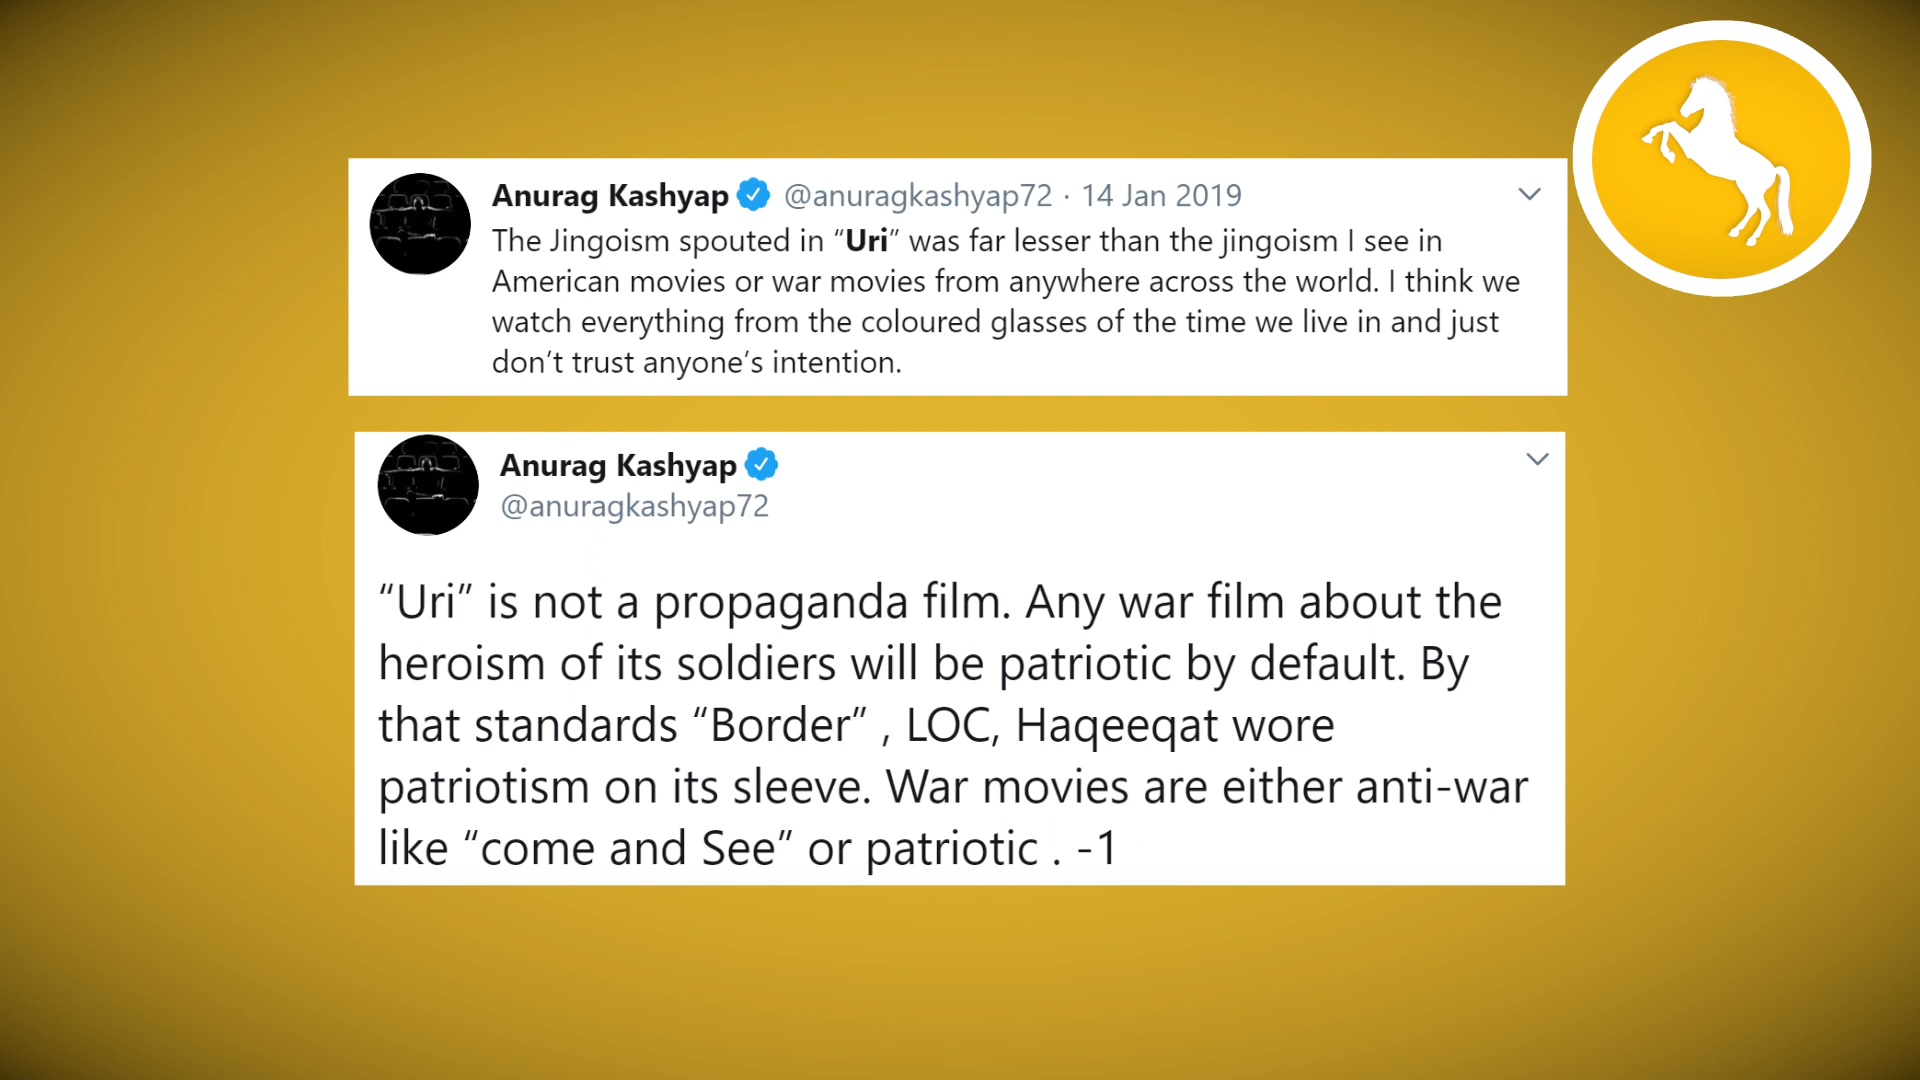 Anurag Kashyap @anuragkashyap72 · 14 Jan 2019
The Jingoism spouted in “Uri” was far lesser than the jingoism I see in
American movies or war movies from anywhere across the world. I think we
watch everything from the coloured glasses of the time we live in and just
don’t trust anyone’s intention.
Anurag Kashyap
@anuragkashyap72
“Uri” is not a propaganda film. Any war film about the
heroism of its soldiers will be patriotic by default. By
that standards “Border” , LOC, Haqeeqat wore
patriotism on its sleeve. War movies are either anti-war
like “come and See” or patriotic . -1